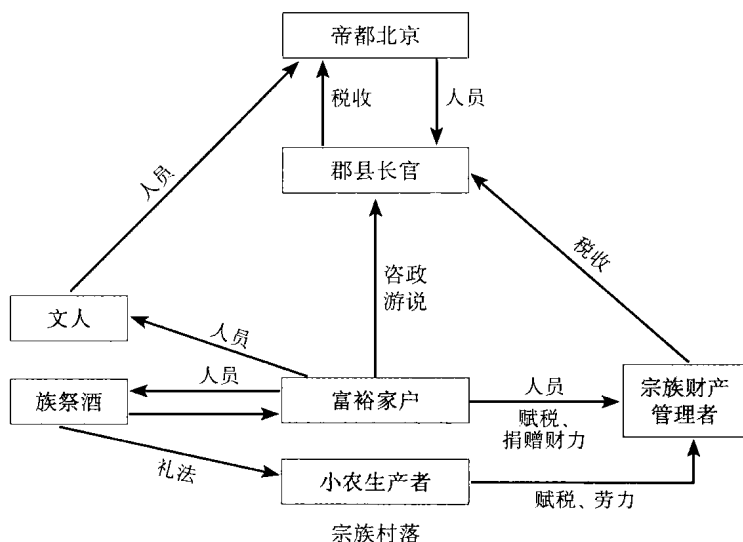 帝都北京
税收
人员
郡县长官
人员
税收
咨政
游说
文人
人员
人员
族祭酒
富裕家户
人员
赋税、
捐赠财力
宗族财产
管理者
礼法
小农生产者
赋税、劳力
宗族村落